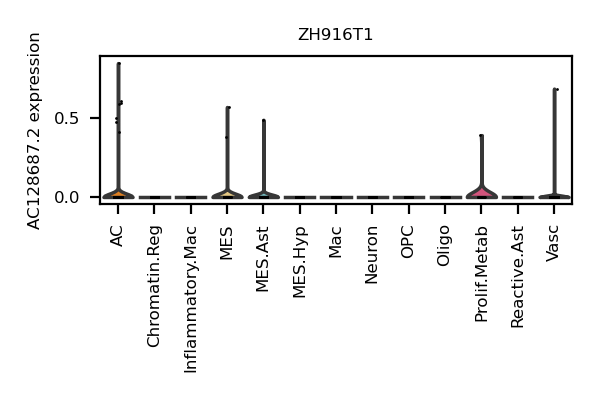 ZH916T1
AC128687.2 expression
0.5
0.0
AC
Chromatin.Reg
Inflammatory.Mac
MES
MES.Ast
MES.Hyp
Mac
Neuron
OPC
Oligo
Prolif.Metab
Reactive.Ast
Vasc